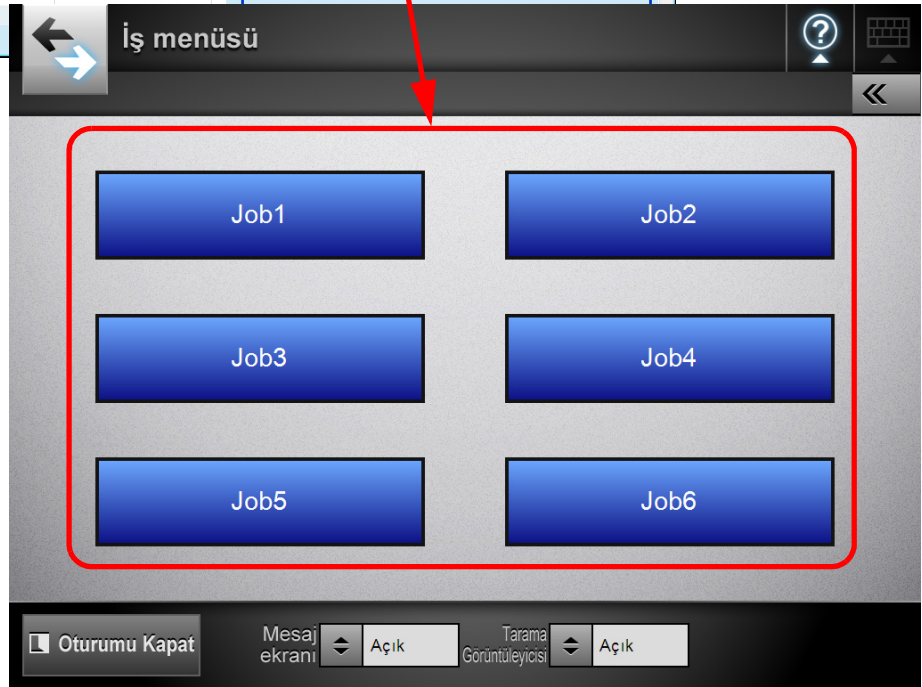 İş menüsü
Job1
Job2
Job3
Job4
Job5
Job6
Oturumu Kapat
Mesaj
ekranı
Açık
Tarama
Görüntüleyicisi
Açık